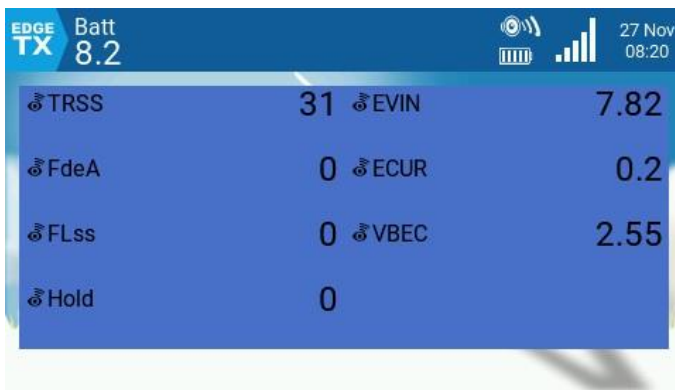 EDGE TX Batt 8.2
27 Nov
08:20
TRSS 31 EVIN 7.82
FdeA 0 ECUR 0.2
FLss 0 VBEC 2.55
Hold 0